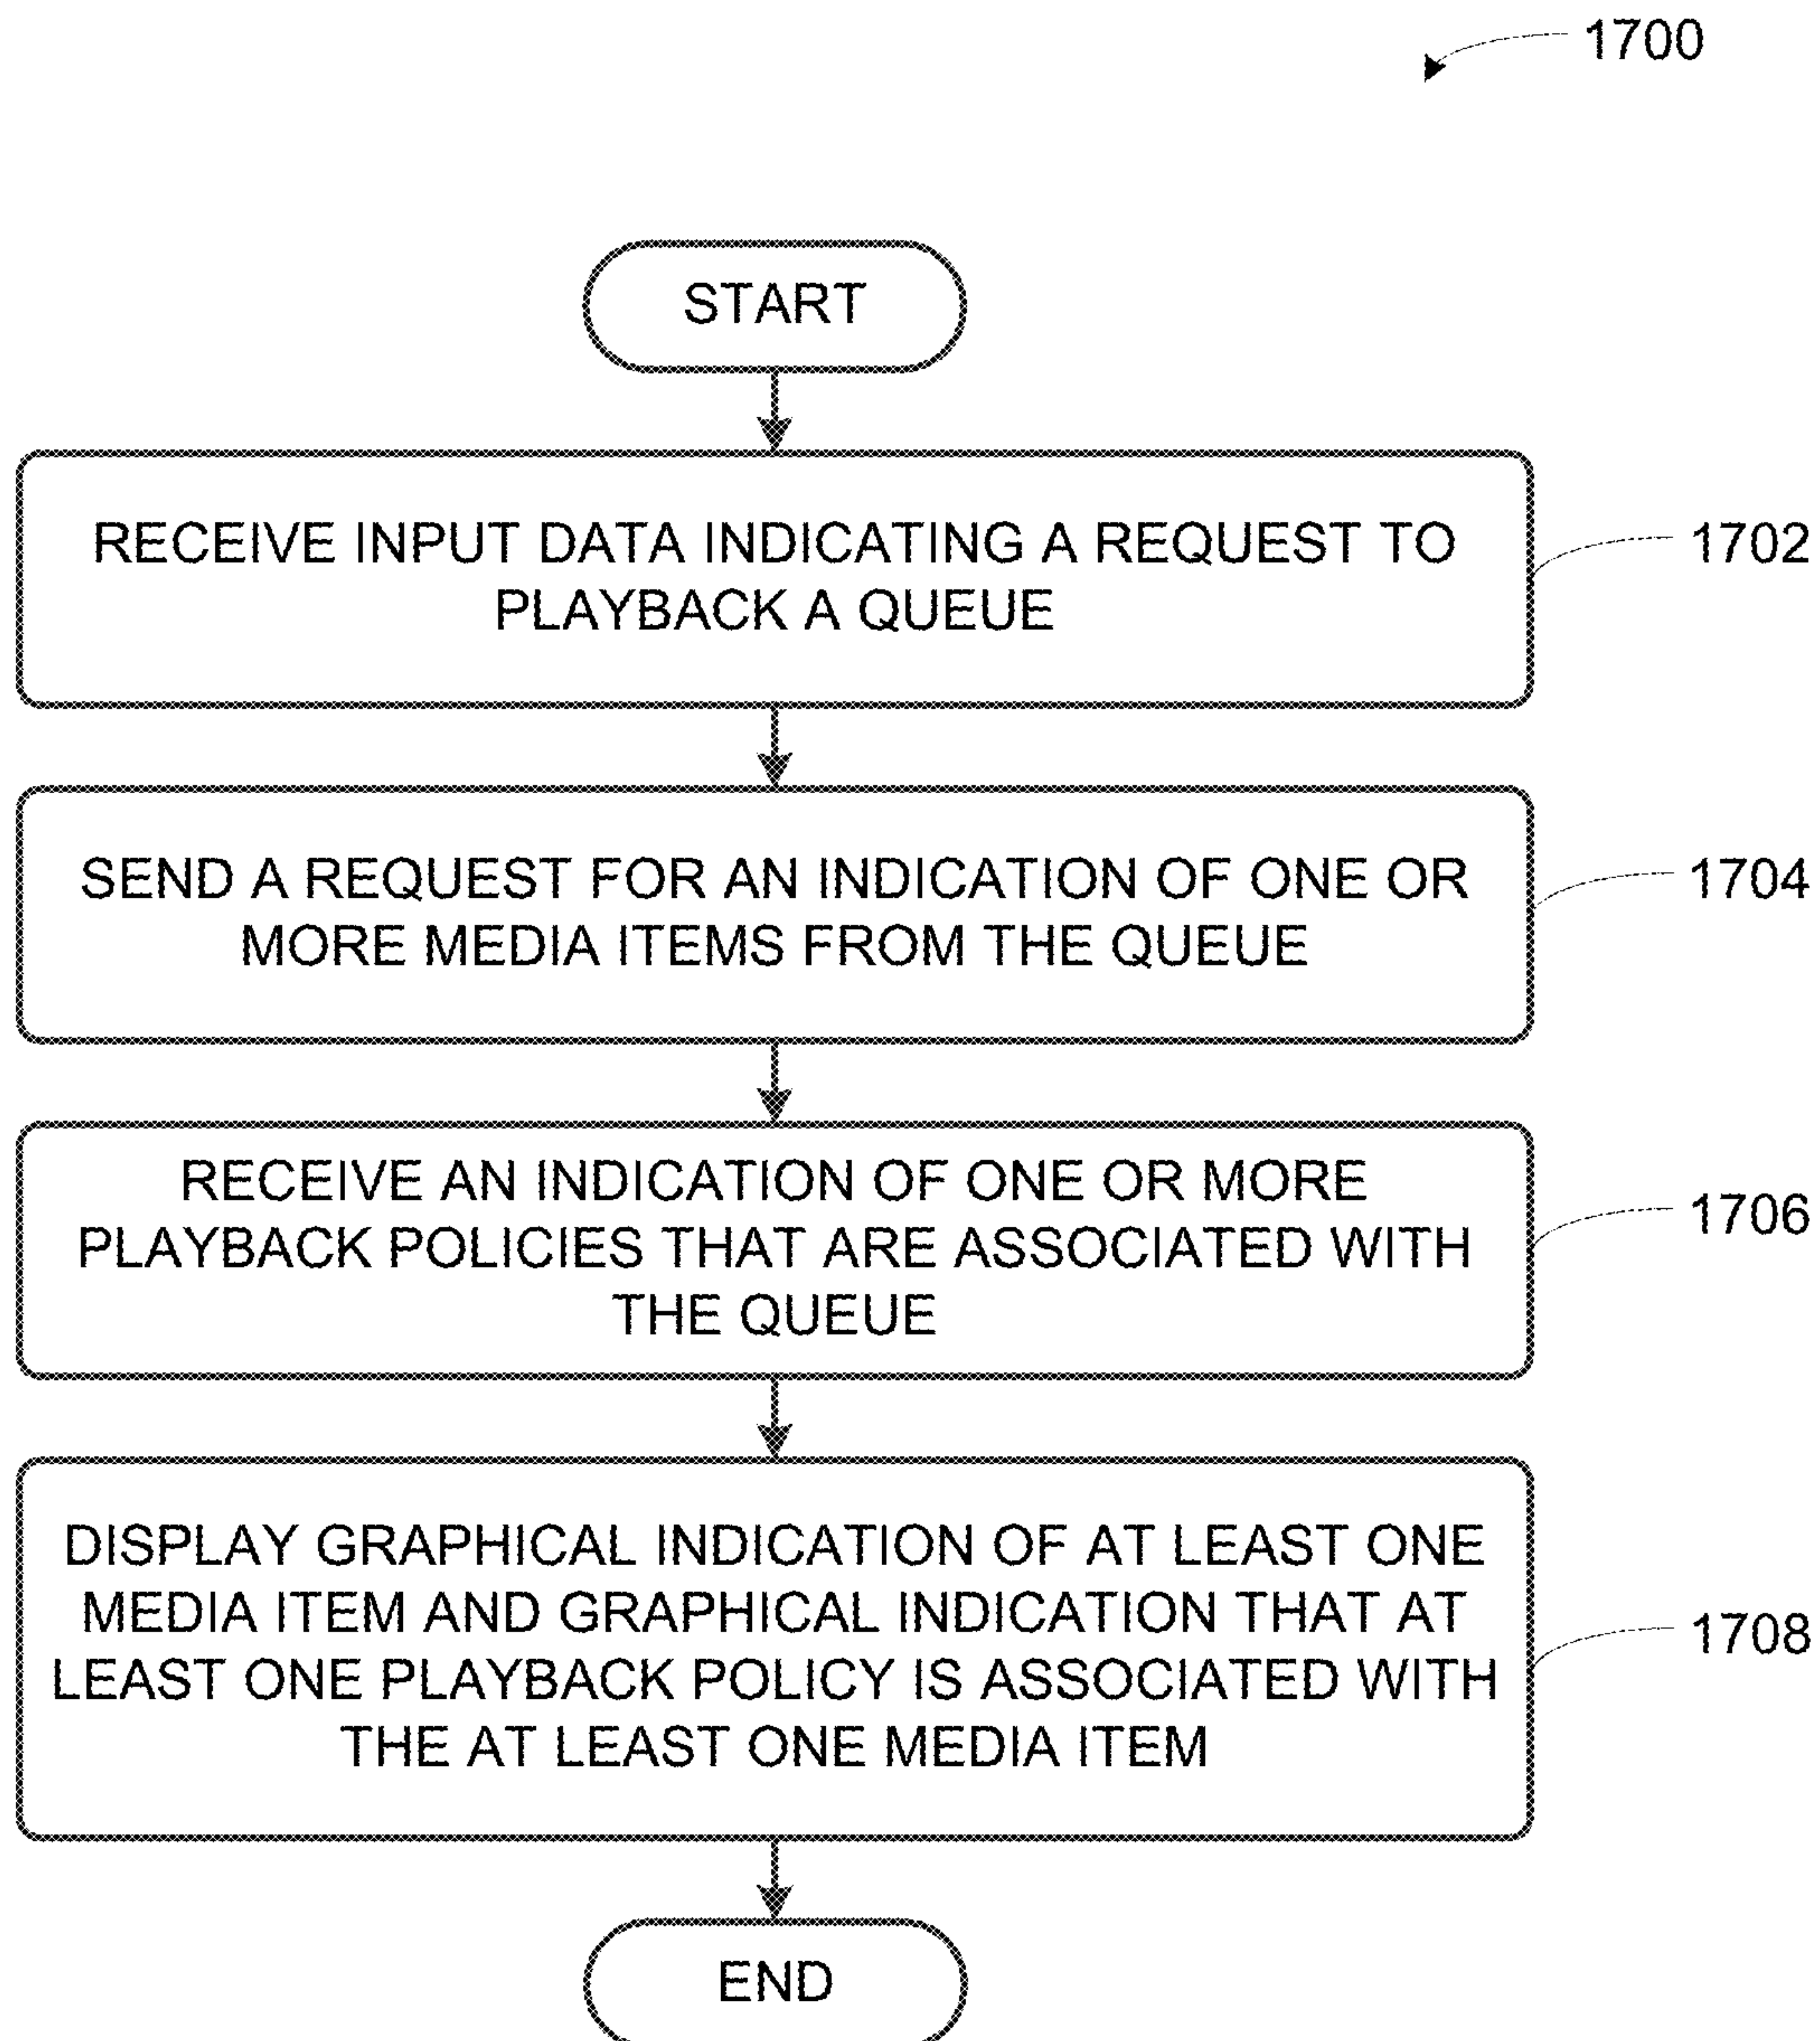 1700
START
RECEIVE INPUT DATA INDICATING A REQUEST TO
PLAYBACK A QUEUE
1702
SEND A REQUEST FOR AN INDICATION OF ONE OR
MORE MEDIA ITEMS FROM THE QUEUE
1704
RECEIVE AN INDICATION OF ONE OR MORE
PLAYBACK POLICIES THAT ARE ASSOCIATED WITH
THE QUEUE
1706
DISPLAY GRAPHICAL INDICATION OF AT LEAST ONE
MEDIA ITEM AND GRAPHICAL INDICATION THAT AT
LEAST ONE PLAYBACK POLICY IS ASSOCIATED WITH
THE AT LEAST ONE MEDIA ITEM
1708
END